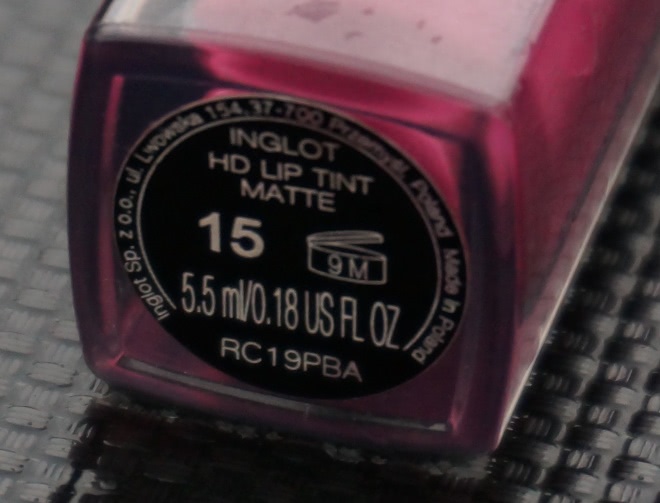 Inglot Sp. z o.o., ul. Lwowska 154, 37-700 Przemyśl, Poland Made in Poland
INGLOT
HD LIP TINT
MATTE
15
9M
5.5 ml/0.18 US FL OZ
RC19PBA